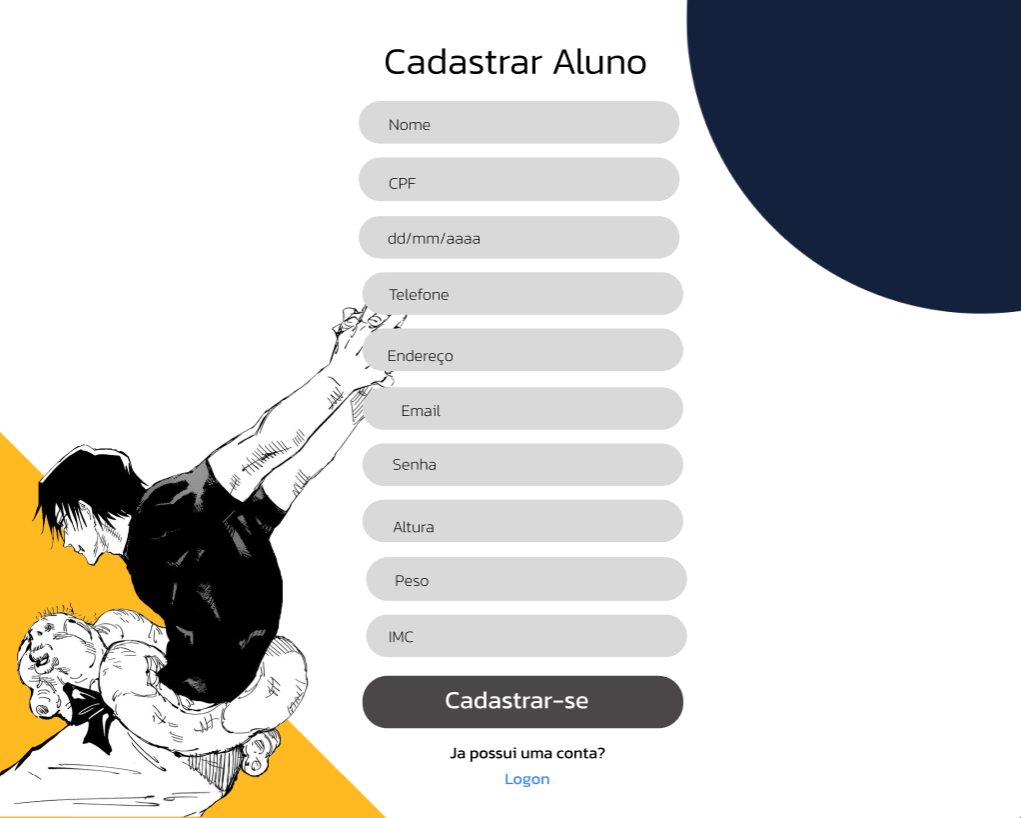 Cadastrar Aluno
Nome
CPF
dd/mm/aaaa
Telefone
Endereço
Email
Senha
Altura
Peso
IMC
Cadastrar-se
Ja possui uma conta?
Logon